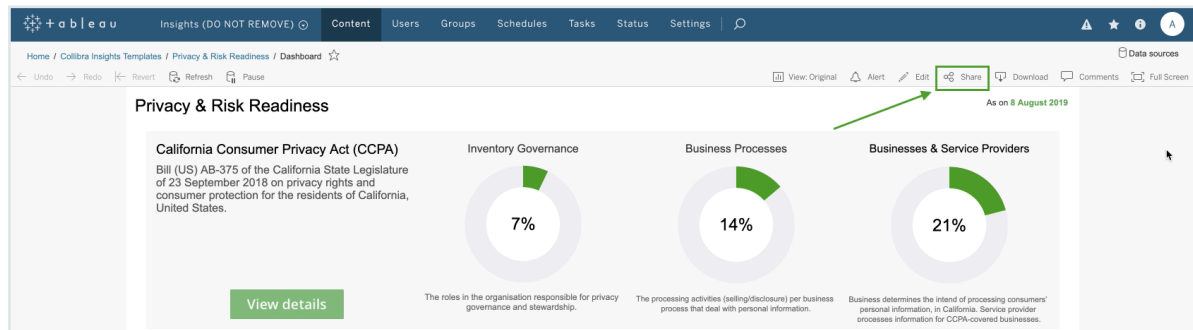 + a b l e a u
Insights (DO NOT REMOVE)
Content
Users
Groups
Schedules
Tasks
Status
Settings
A
Home / Collibra Insights Templates / Privacy & Risk Readiness / Dashboard
Data sources
Undo
Redo
Revert
Refresh
Pause
View: Original
Alert
Edit
Share
Download
Comments
Full Screen
Privacy & Risk Readiness
As on 8 August 2019
California Consumer Privacy Act (CCPA)
Bill (US) AB-375 of the California State Legislature
of 23 September 2018 on privacy rights and
consumer protection for the residents of California,
United States.
View details
Inventory Governance
7%
The roles in the organisation responsible for privacy
governance and stewardship.
Business Processes
14%
The processing activities (selling/disclosure) per business
process that deal with personal information.
Businesses & Service Providers
21%
Business determines the intend of processing consumers'
personal information, in California. Service provider
processes information for CCPA-covered businesses.